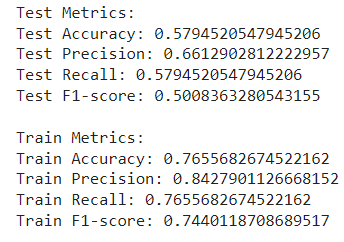 Test Metrics:
Test Accuracy: 0.5794520547945206
Test Precision: 0.6612902812222957
Test Recall: 0.5794520547945206
Test F1-score: 0.5008363280543155
Train Metrics:
Train Accuracy: 0.7655682674522162
Train Precision: 0.8427901126668152
Train Recall: 0.7655682674522162
Train F1-score: 0.7440118708689517